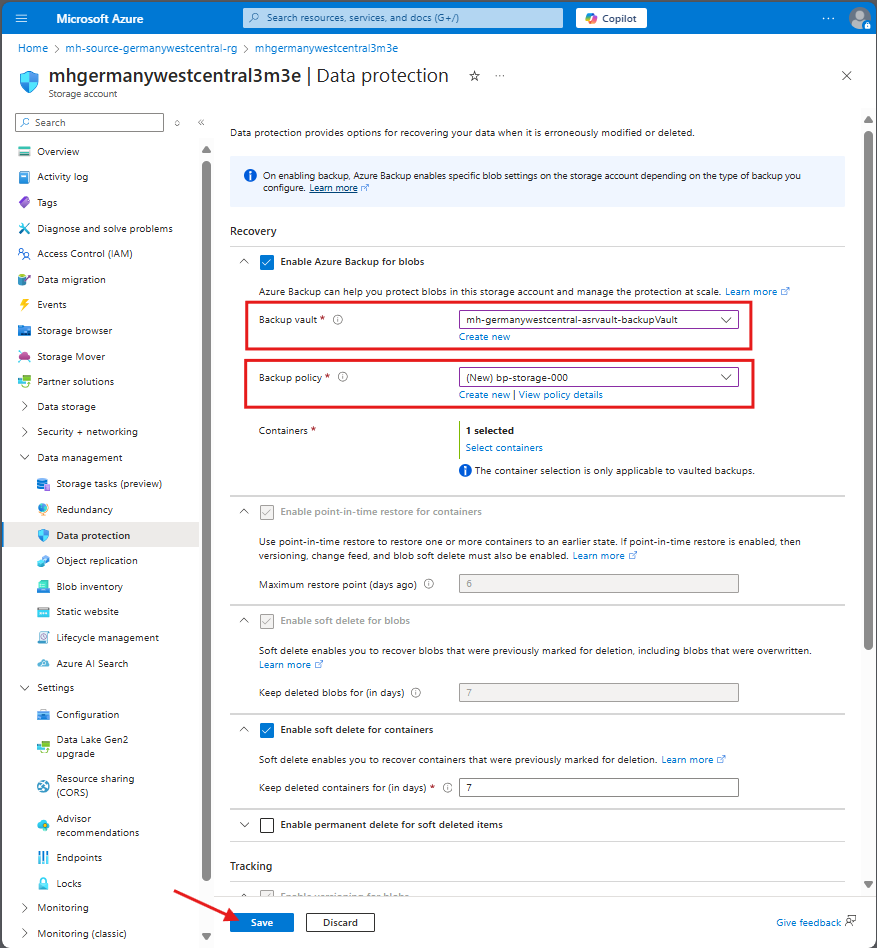 Microsoft Azure
Search resources, services, and docs (G+/)
Copilot
Home > mh-source-germanywestcentral-rg > mhgermanywestcentral3m3e
mhgermanywestcentral3m3e | Data protection
Storage account
Search
Overview
Activity log
Tags
Diagnose and solve problems
Access Control (IAM)
Data migration
Events
Storage browser
Storage Mover
Partner solutions
Data storage
Security + networking
Data management
Storage tasks (preview)
Redundancy
Data protection
Object replication
Blob inventory
Static website
Lifecycle management
Azure AI Search
Settings
Configuration
Data Lake Gen2
upgrade
Resource sharing
(CORS)
Advisor
recommendations
Endpoints
Locks
Monitoring
Monitoring (classic)
Data protection provides options for recovering your data when it is erroneously modified or deleted.
On enabling backup, Azure Backup enables specific blob settings on the storage account depending on the type of backup you
configure. Learn more
Recovery
Enable Azure Backup for blobs
Azure Backup can help you protect blobs in this storage account and manage the protection at scale. Learn more
Backup vault *
mh-germanywestcentral-asrvault-backupVault
Create new
Backup policy *
(New) bp-storage-000
Create new | View policy details
Containers *
1 selected
Select containers
The container selection is only applicable to vaulted backups.
Enable point-in-time restore for containers
Use point-in-time restore to restore one or more containers to an earlier state. If point-in-time restore is enabled, then
versioning, change feed, and blob soft delete must also be enabled. Learn more
Maximum restore point (days ago)
6
Enable soft delete for blobs
Soft delete enables you to recover blobs that were previously marked for deletion, including blobs that were overwritten.
Learn more
Keep deleted blobs for (in days)
7
Enable soft delete for containers
Soft delete enables you to recover containers that were previously marked for deletion. Learn more
Keep deleted containers for (in days) *
7
Enable permanent delete for soft deleted items
Tracking
Enable versioning for blobs
Save
Discard
Give feedback